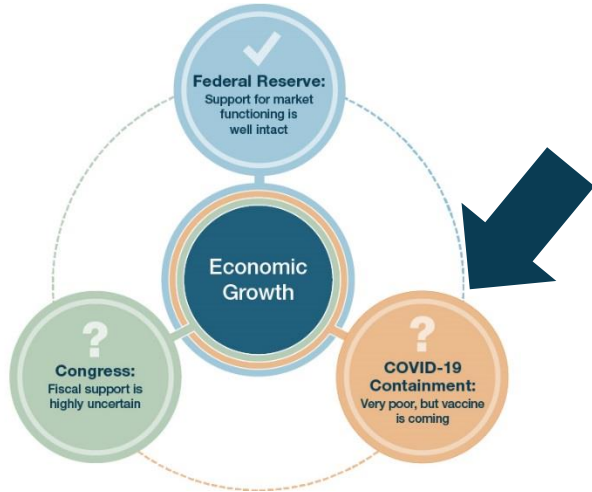 Federal Reserve:
Support for market
functioning is
well intact
Economic
Growth
?
Congress:
Fiscal support is
highly uncertain
?
COVID-19
Containment:
Very poor, but vaccine
is coming